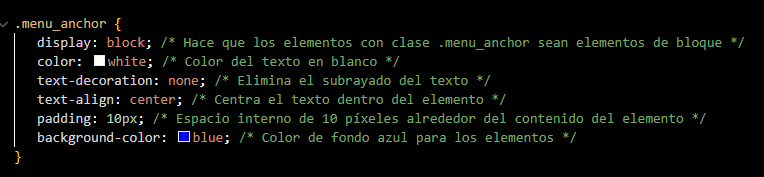 .menu_anchor {
display: block; /* Hace que los elementos con clase .menu_anchor sean elementos de bloque */
color: white; /* Color del texto en blanco */
text-decoration: none; /* Elimina el subrayado del texto */
text-align: center; /* Centra el texto dentro del elemento */
padding: 10px; /* Espacio interno de 10 píxeles alrededor del contenido del elemento */
background-color: blue; /* Color de fondo azul para los elementos */
}